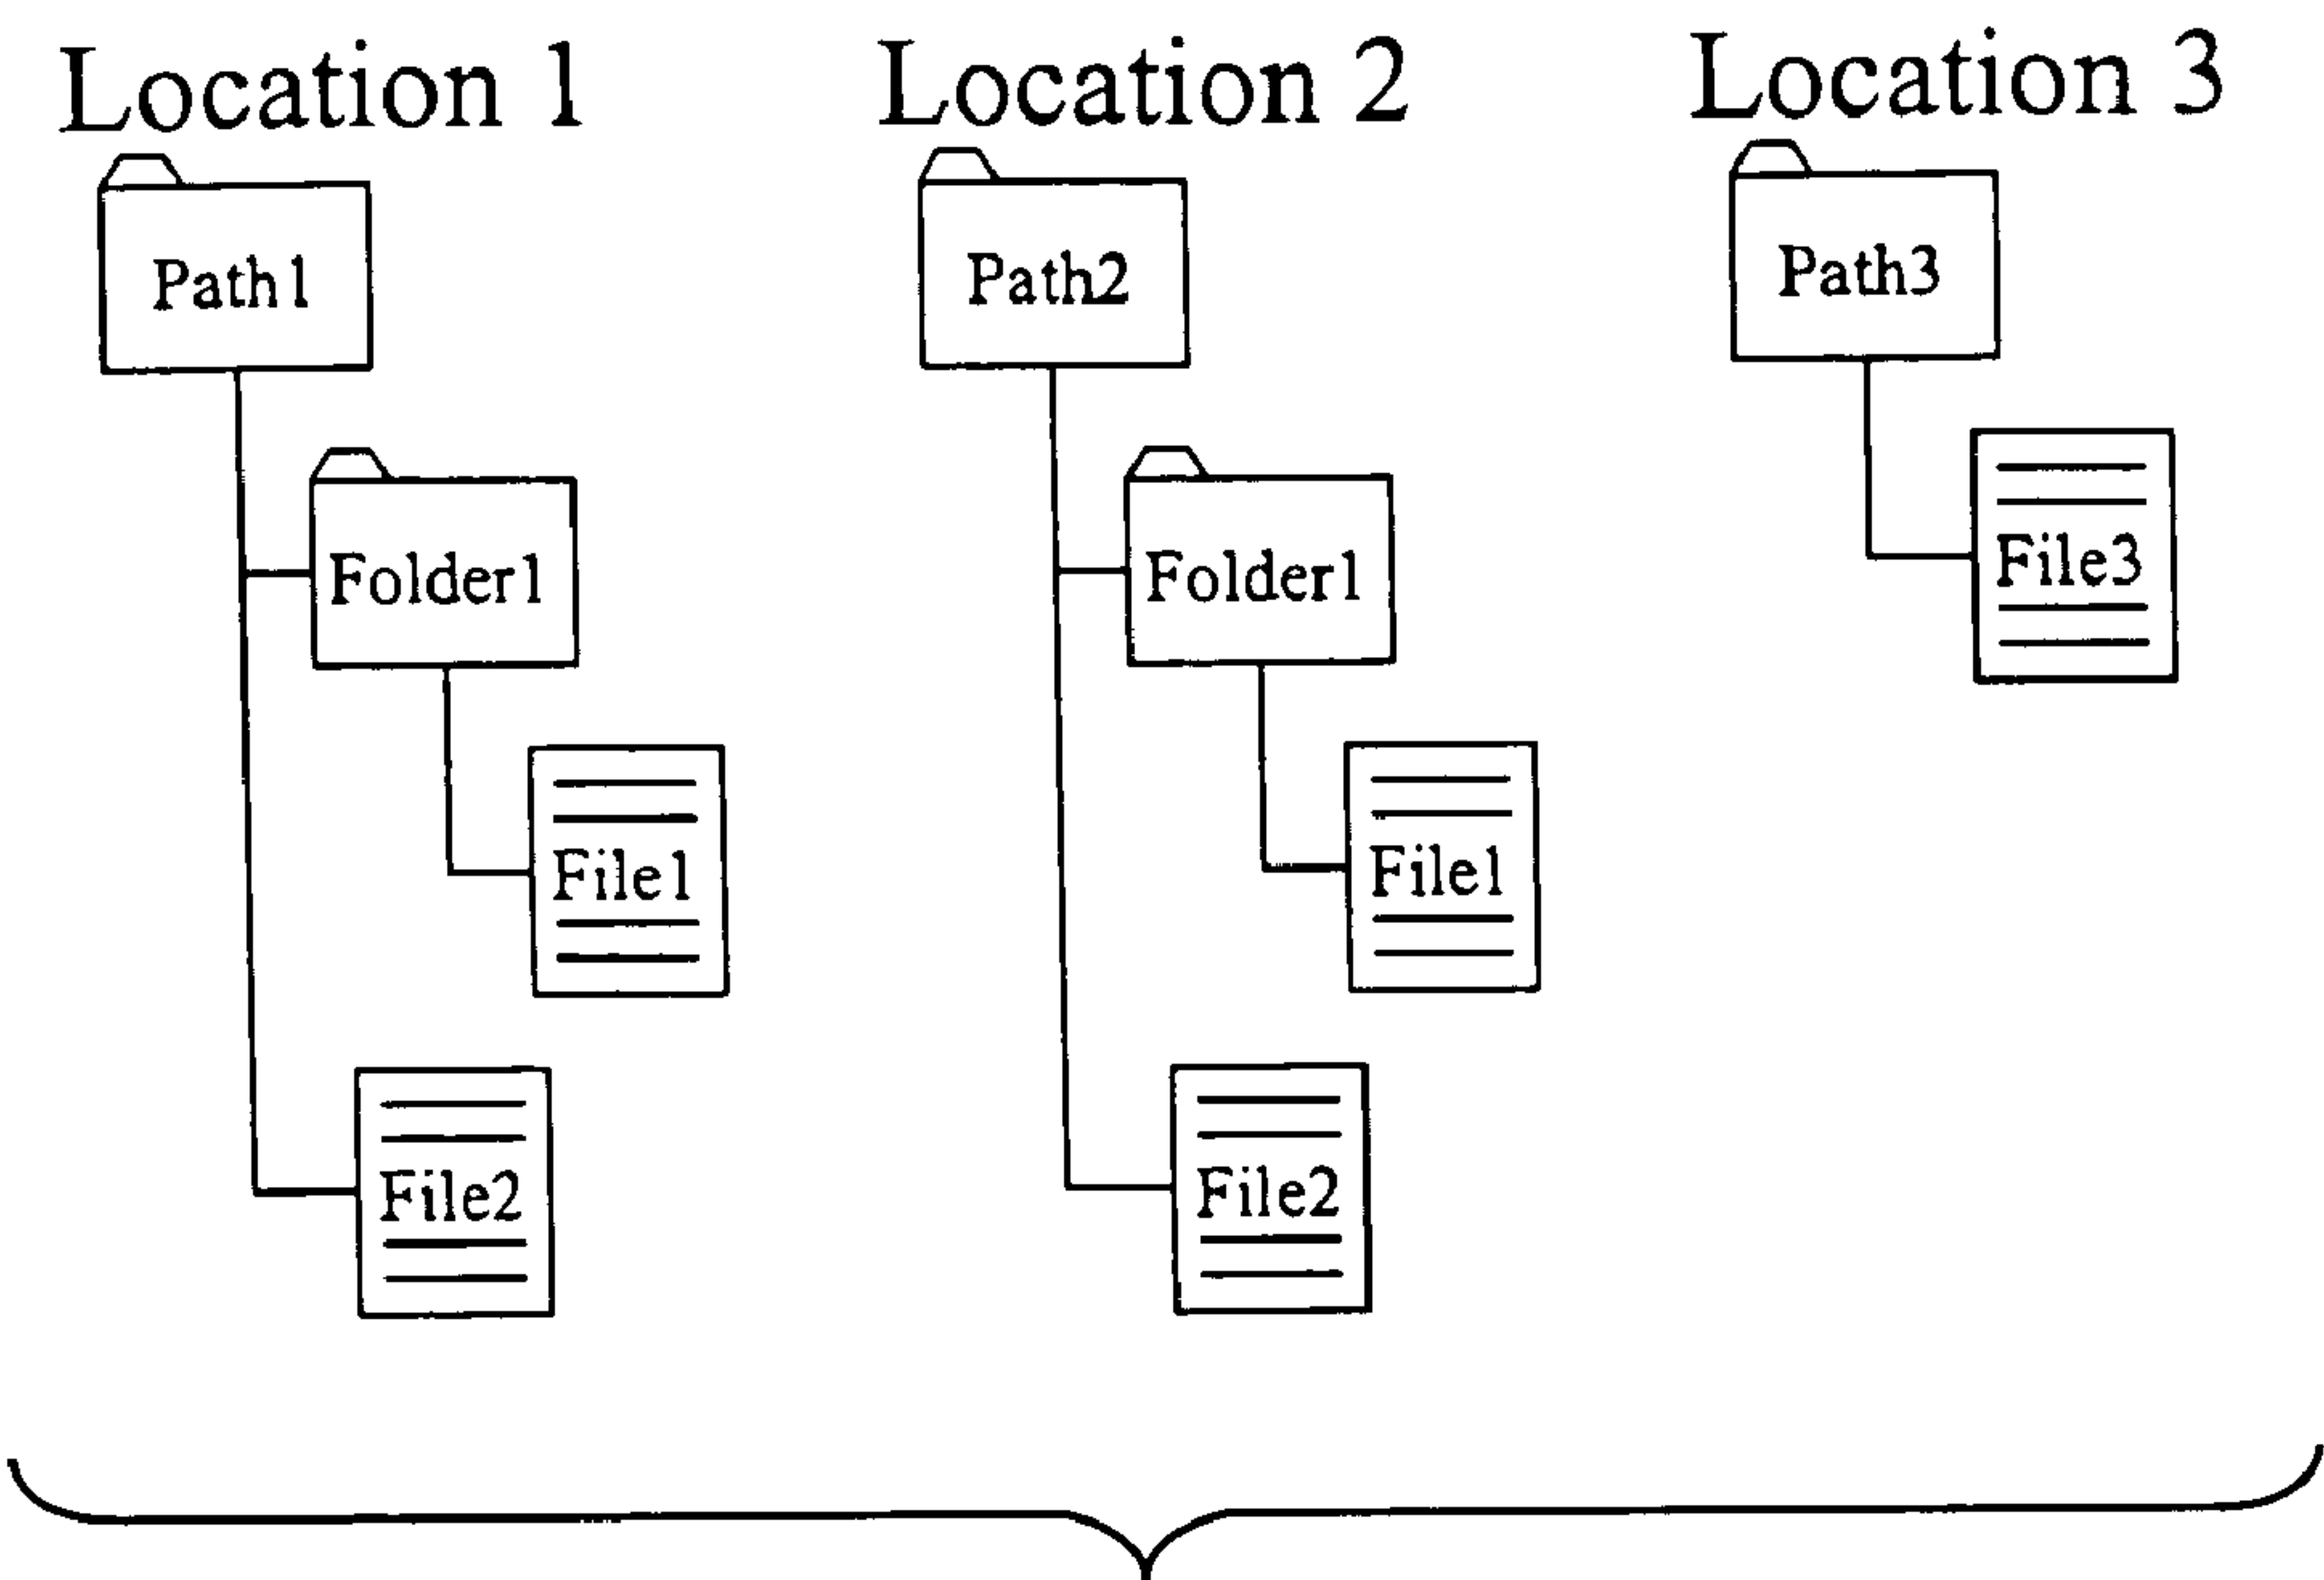 Location 1
Location 2
Location 3
Path1
Path2
Path3
Folder1
Folder1
File3
File1
File1
File2
File2